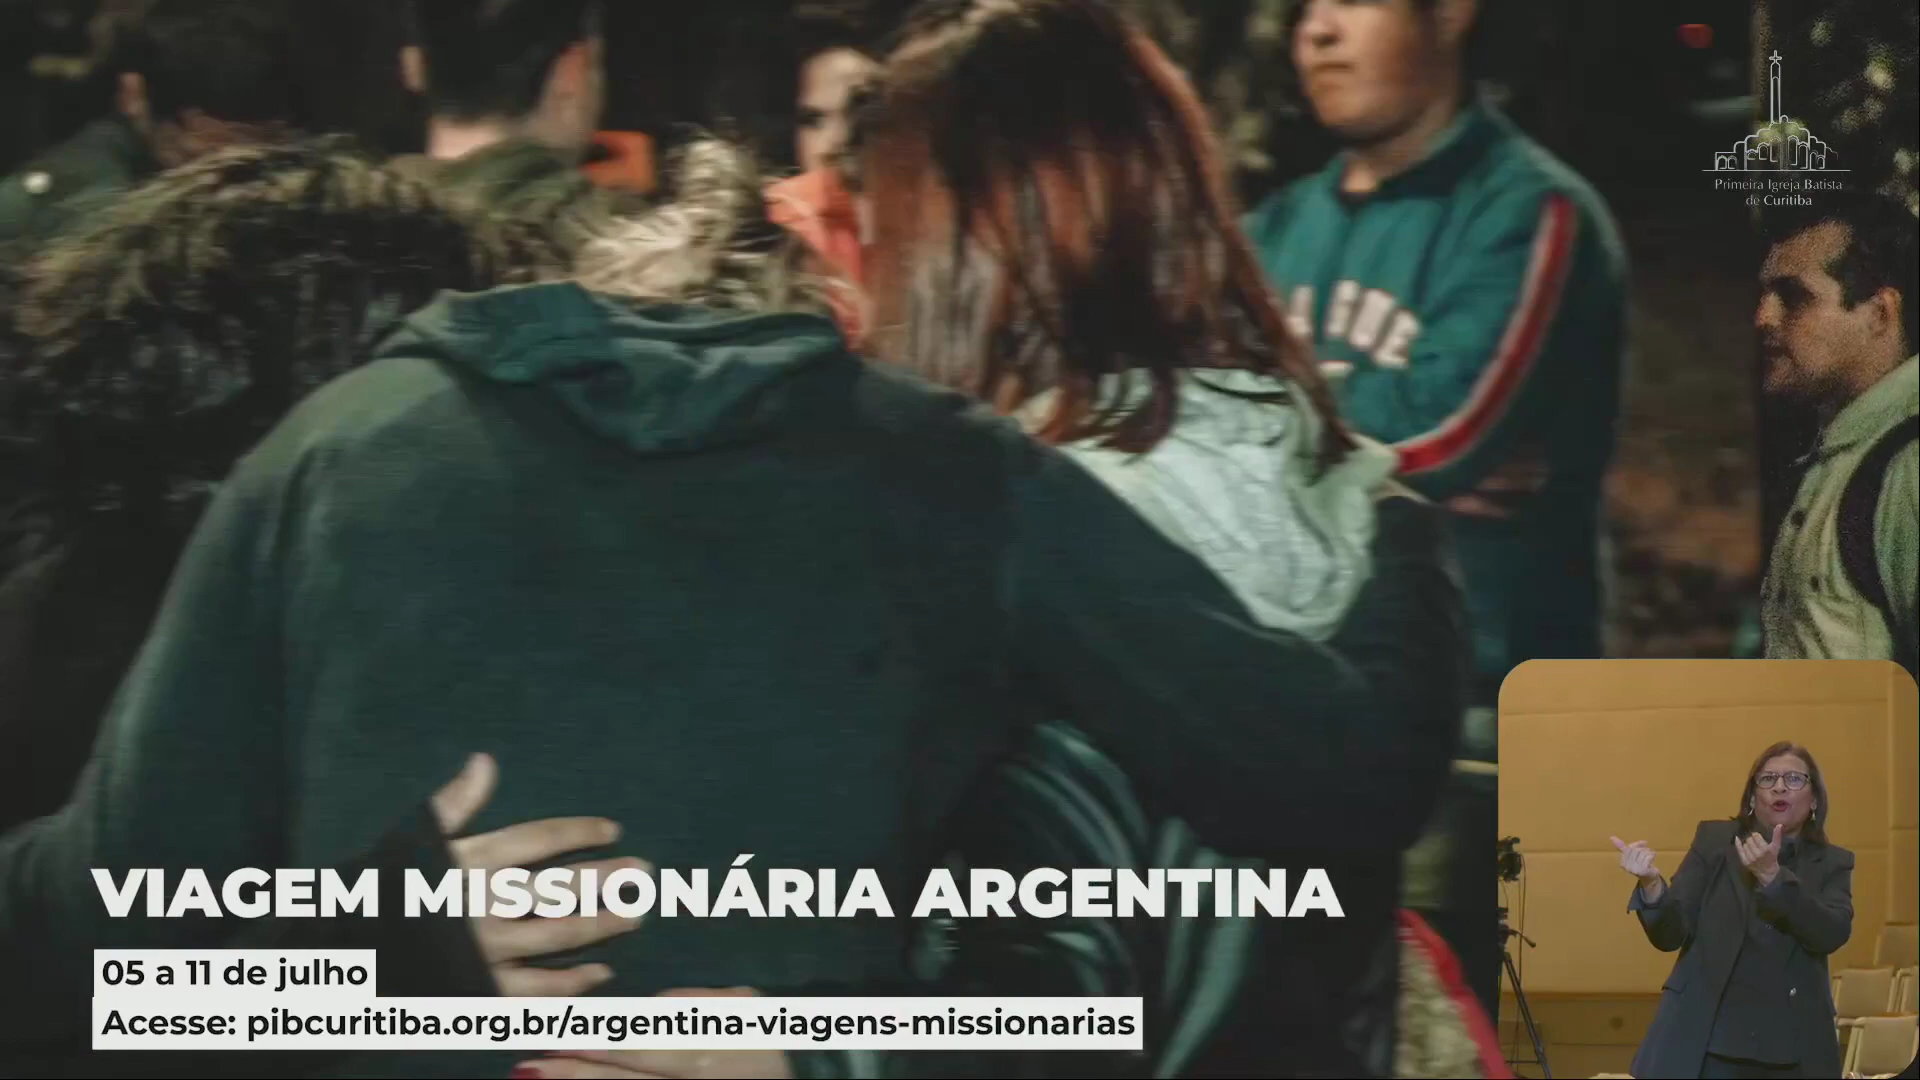 Primeira Igreja Batista
de Curitiba
VIAGEM MISSIONÁRIA ARGENTINA
05 a 11 de julho
Acesse: pibcuritiba.org.br/argentina-viagens-missionarias